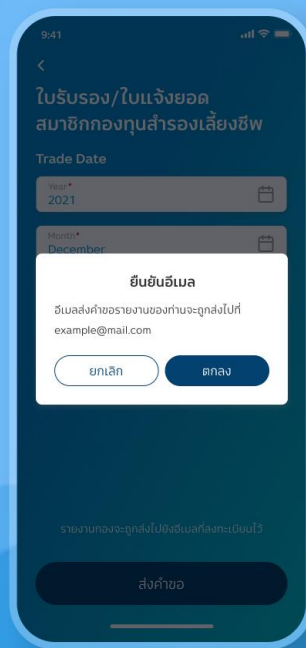 9:41
ใบรับรอง/ใบแจ้งยอด
สมาชิกกองทุนสำรองเลี้ยงชีพ
Trade Date
Year*
2021
Month*
December
ยืนยันอีเมล
อีเมลส่งคำขอรายงานของท่านจะถูกส่งไปที่
example@mail.com
ยกเลิก
ตกลง
รายงานกองจะถูกส่งไปยังอีเมลที่ลงทะเบียนไว้
ส่งคำขอ